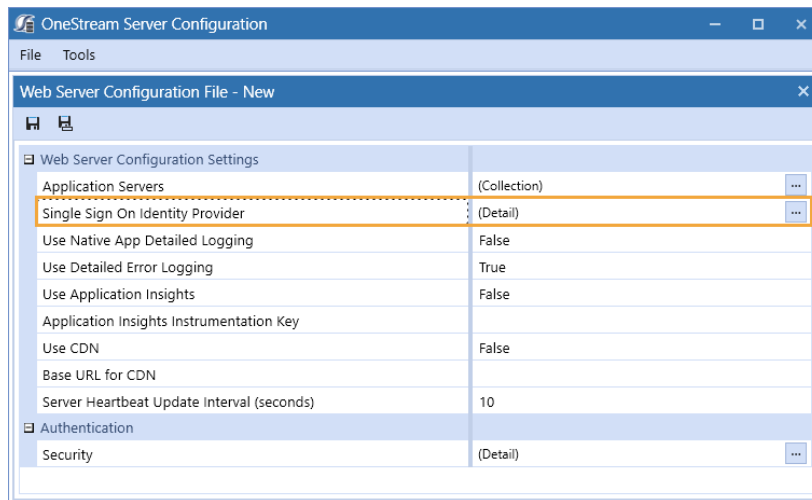 OneStream Server Configuration
File Tools
Web Server Configuration File - New
Web Server Configuration Settings
Application Servers (Collection) ...
Single Sign On Identity Provider (Detail) ...
Use Native App Detailed Logging False
Use Detailed Error Logging True
Use Application Insights False
Application Insights Instrumentation Key
Use CDN False
Base URL for CDN
Server Heartbeat Update Interval (seconds) 10
Authentication
Security (Detail) ...